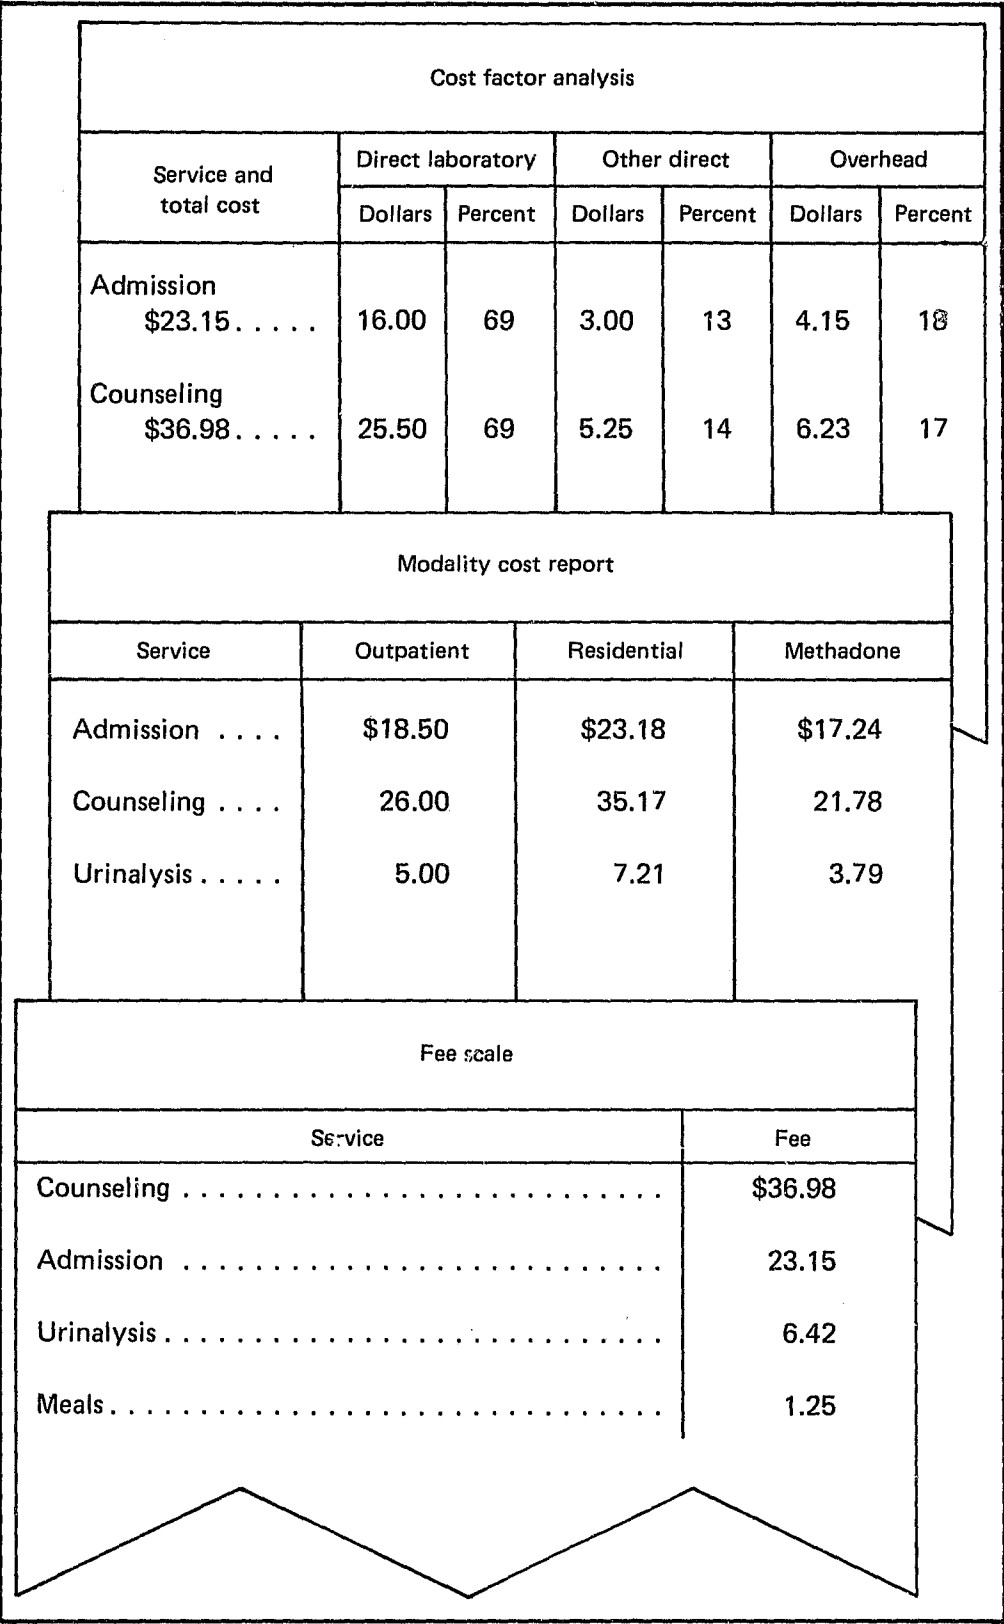 Cost factor analysis
Service and total cost Direct laboratory Other direct Overhead
Dollars Percent Dollars Percent Dollars Percent
Admission
$23.15..... 16.00 69 3.00 13 4.15 18
Counseling
$36.98..... 25.50 69 5.25 14 6.23 17
Modality cost report
Service Outpatient Residential Methadone
Admission .... $18.50 $23.18 $17.24
Counseling .... 26.00 35.17 21.78
Urinalysis..... 5.00 7.21 3.79
Fee scale
Service Fee
Counseling ........................... $36.98
Admission ........................... 23.15
Urinalysis............................ 6.42
Meals............................... 1.25